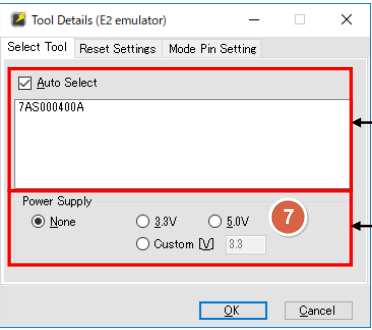 Tool Details (E2 emulator)
Select Tool Reset Settings Mode Pin Setting
Auto Select
7AS000400A
Power Supply
None 3.3V 5.0V 7
Custom [V] 3.3
OK Cancel